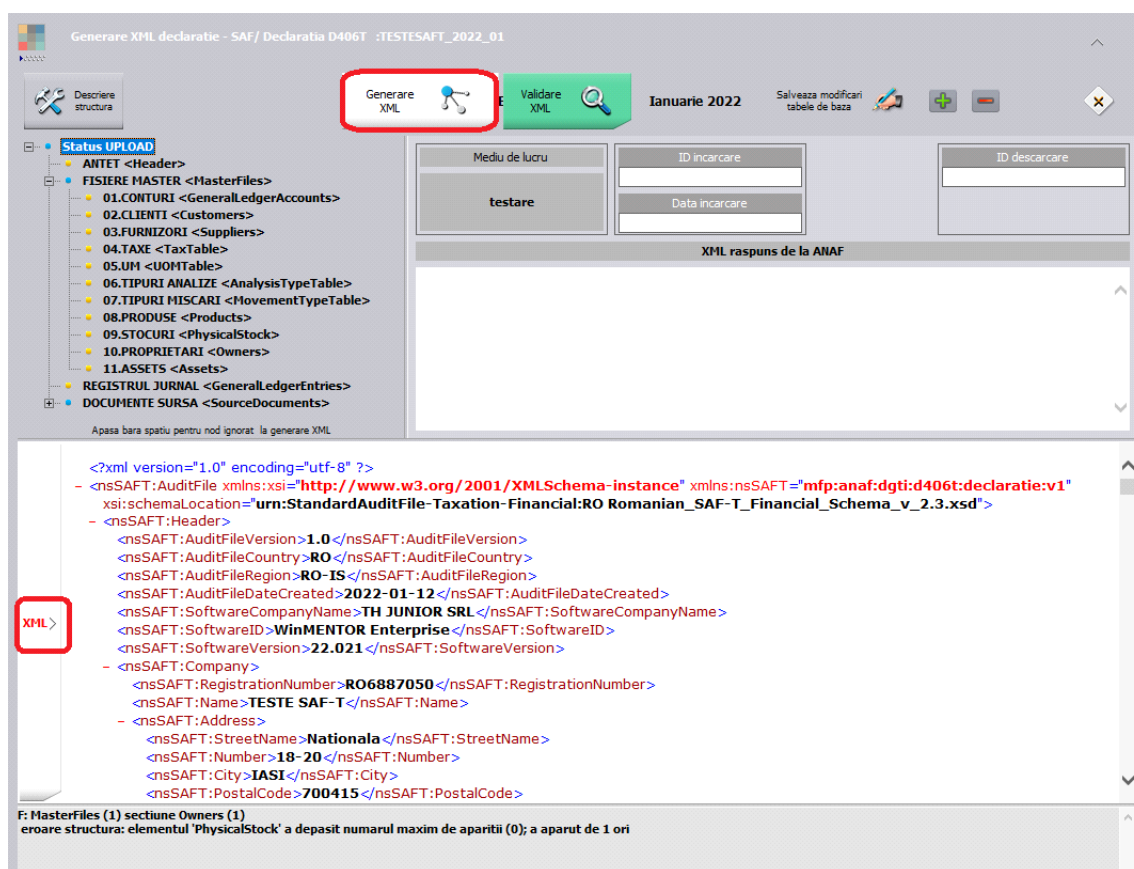 Generare XML declaratie - SAF/ Declaratia D406T :TESTESAFT_2022_01
Descriere
structura
Generare
XML
Validare
XML
Ianuarie 2022
Salveaza modificari
tabele de baza
Status UPLOAD
ANTET <Header>
FISIERE MASTER <MasterFiles>
01.CONTURI <GeneralLedgerAccounts>
02.CLIENTI <Customers>
03.FURNIZORI <Suppliers>
04.TAXE <TaxTable>
05.UM <UOMTable>
06.TIPURI ANALIZE <AnalysisTypeTable>
07.TIPURI MISCARI <MovementTypeTable>
08.PRODUSE <Products>
09.STOCURI <PhysicalStock>
10.PROPRIETARI <Owners>
11.ASSETS <Assets>
REGISTRUL JURNAL <GeneralLedgerEntries>
DOCUMENTE SURSA <SourceDocuments>
Apasa bara spatiu pentru nod ignorat la generare XML
Mediu de lucru
testare
ID incarcare
Data incarcare
ID descarcare
XML raspuns de la ANAF
XML>
<?xml version="1.0" encoding="utf-8" ?>
- <nsSAFT:AuditFile xmlns:xsi="http://www.w3.org/2001/XMLSchema-instance" xmlns:nsSAFT="mfp:anaf:dgti:d406t:declaratie:v1"
xsi:schemaLocation="urn:StandardAuditFile-Taxation-Financial:RO Romanian_SAF-T_Financial_Schema_v_2.3.xsd">
- <nsSAFT:Header>
<nsSAFT:AuditFileVersion>1.0</nsSAFT:AuditFileVersion>
<nsSAFT:AuditFileCountry>RO</nsSAFT:AuditFileCountry>
<nsSAFT:AuditFileRegion>RO-IS</nsSAFT:AuditFileRegion>
<nsSAFT:AuditFileDateCreated>2022-01-12</nsSAFT:AuditFileDateCreated>
<nsSAFT:SoftwareCompanyName>TH JUNIOR SRL</nsSAFT:SoftwareCompanyName>
<nsSAFT:SoftwareID>WinMENTOR Enterprise</nsSAFT:SoftwareID>
<nsSAFT:SoftwareVersion>22.021</nsSAFT:SoftwareVersion>
- <nsSAFT:Company>
<nsSAFT:RegistrationNumber>RO6887050</nsSAFT:RegistrationNumber>
<nsSAFT:Name>TESTE SAF-T</nsSAFT:Name>
- <nsSAFT:Address>
<nsSAFT:StreetName>Nationala</nsSAFT:StreetName>
<nsSAFT:Number>18-20</nsSAFT:Number>
<nsSAFT:City>IASI</nsSAFT:City>
<nsSAFT:PostalCode>700415</nsSAFT:PostalCode>
F: MasterFiles (1) sectiune Owners (1)
eroare structura: elementul 'PhysicalStock' a depasit numarul maxim de aparitii (0); a aparut de 1 ori